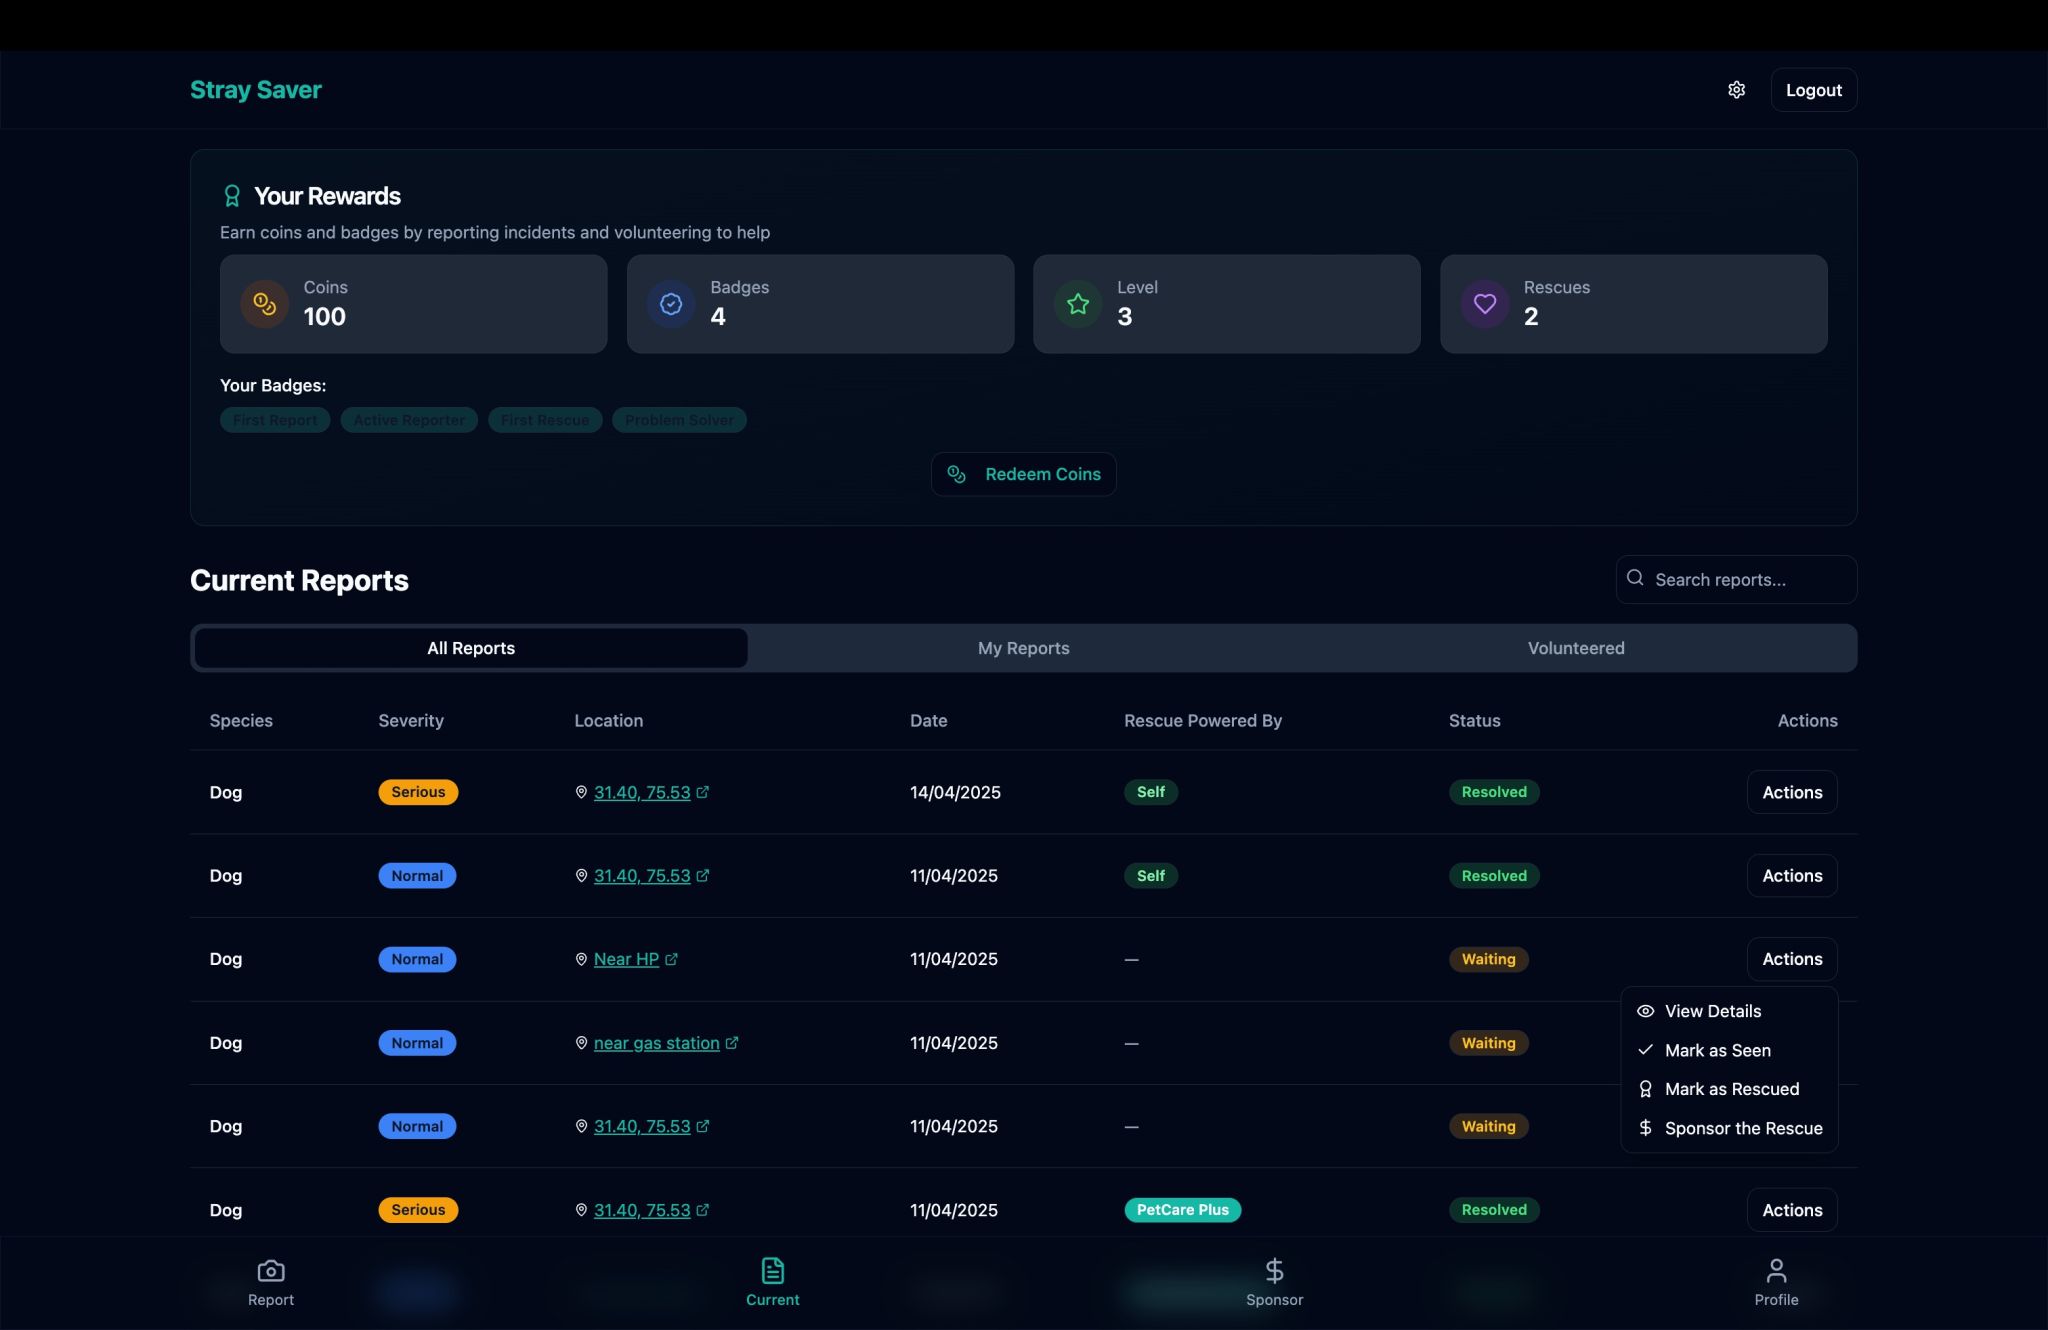 Stray Saver
Logout
Your Rewards
Earn coins and badges by reporting incidents and volunteering to help
Coins
100
Badges
4
Level
3
Rescues
2
Your Badges:
First Report Active Reporter First Rescue Problem Solver
Redeem Coins
Current Reports
Search reports...
All Reports My Reports Volunteered
Species Severity Location Date Rescue Powered By Status Actions
Dog Serious 31.40, 75.53 14/04/2025 Self Resolved Actions
Dog Normal 31.40, 75.53 11/04/2025 Self Resolved Actions
Dog Normal Near HP 11/04/2025 — Waiting Actions
Dog Normal near gas station 11/04/2025 — Waiting
Dog Normal 31.40, 75.53 11/04/2025 — Waiting
View Details
Mark as Seen
Mark as Rescued
Sponsor the Rescue
Dog Serious 31.40, 75.53 11/04/2025 PetCare Plus Resolved Actions
Report Current Sponsor Profile